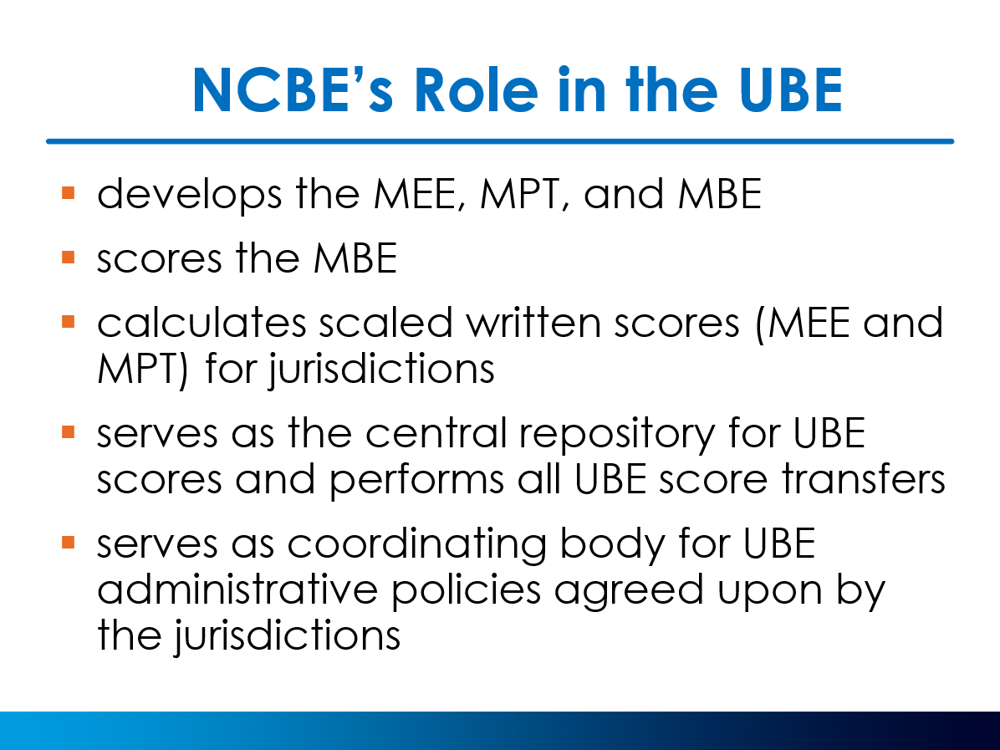 NCBE’s Role in the UBE
▪ develops the MEE, MPT, and MBE
▪ scores the MBE
▪ calculates scaled written scores (MEE and
MPT) for jurisdictions
▪ serves as the central repository for UBE
scores and performs all UBE score transfers
▪ serves as coordinating body for UBE
administrative policies agreed upon by
the jurisdictions